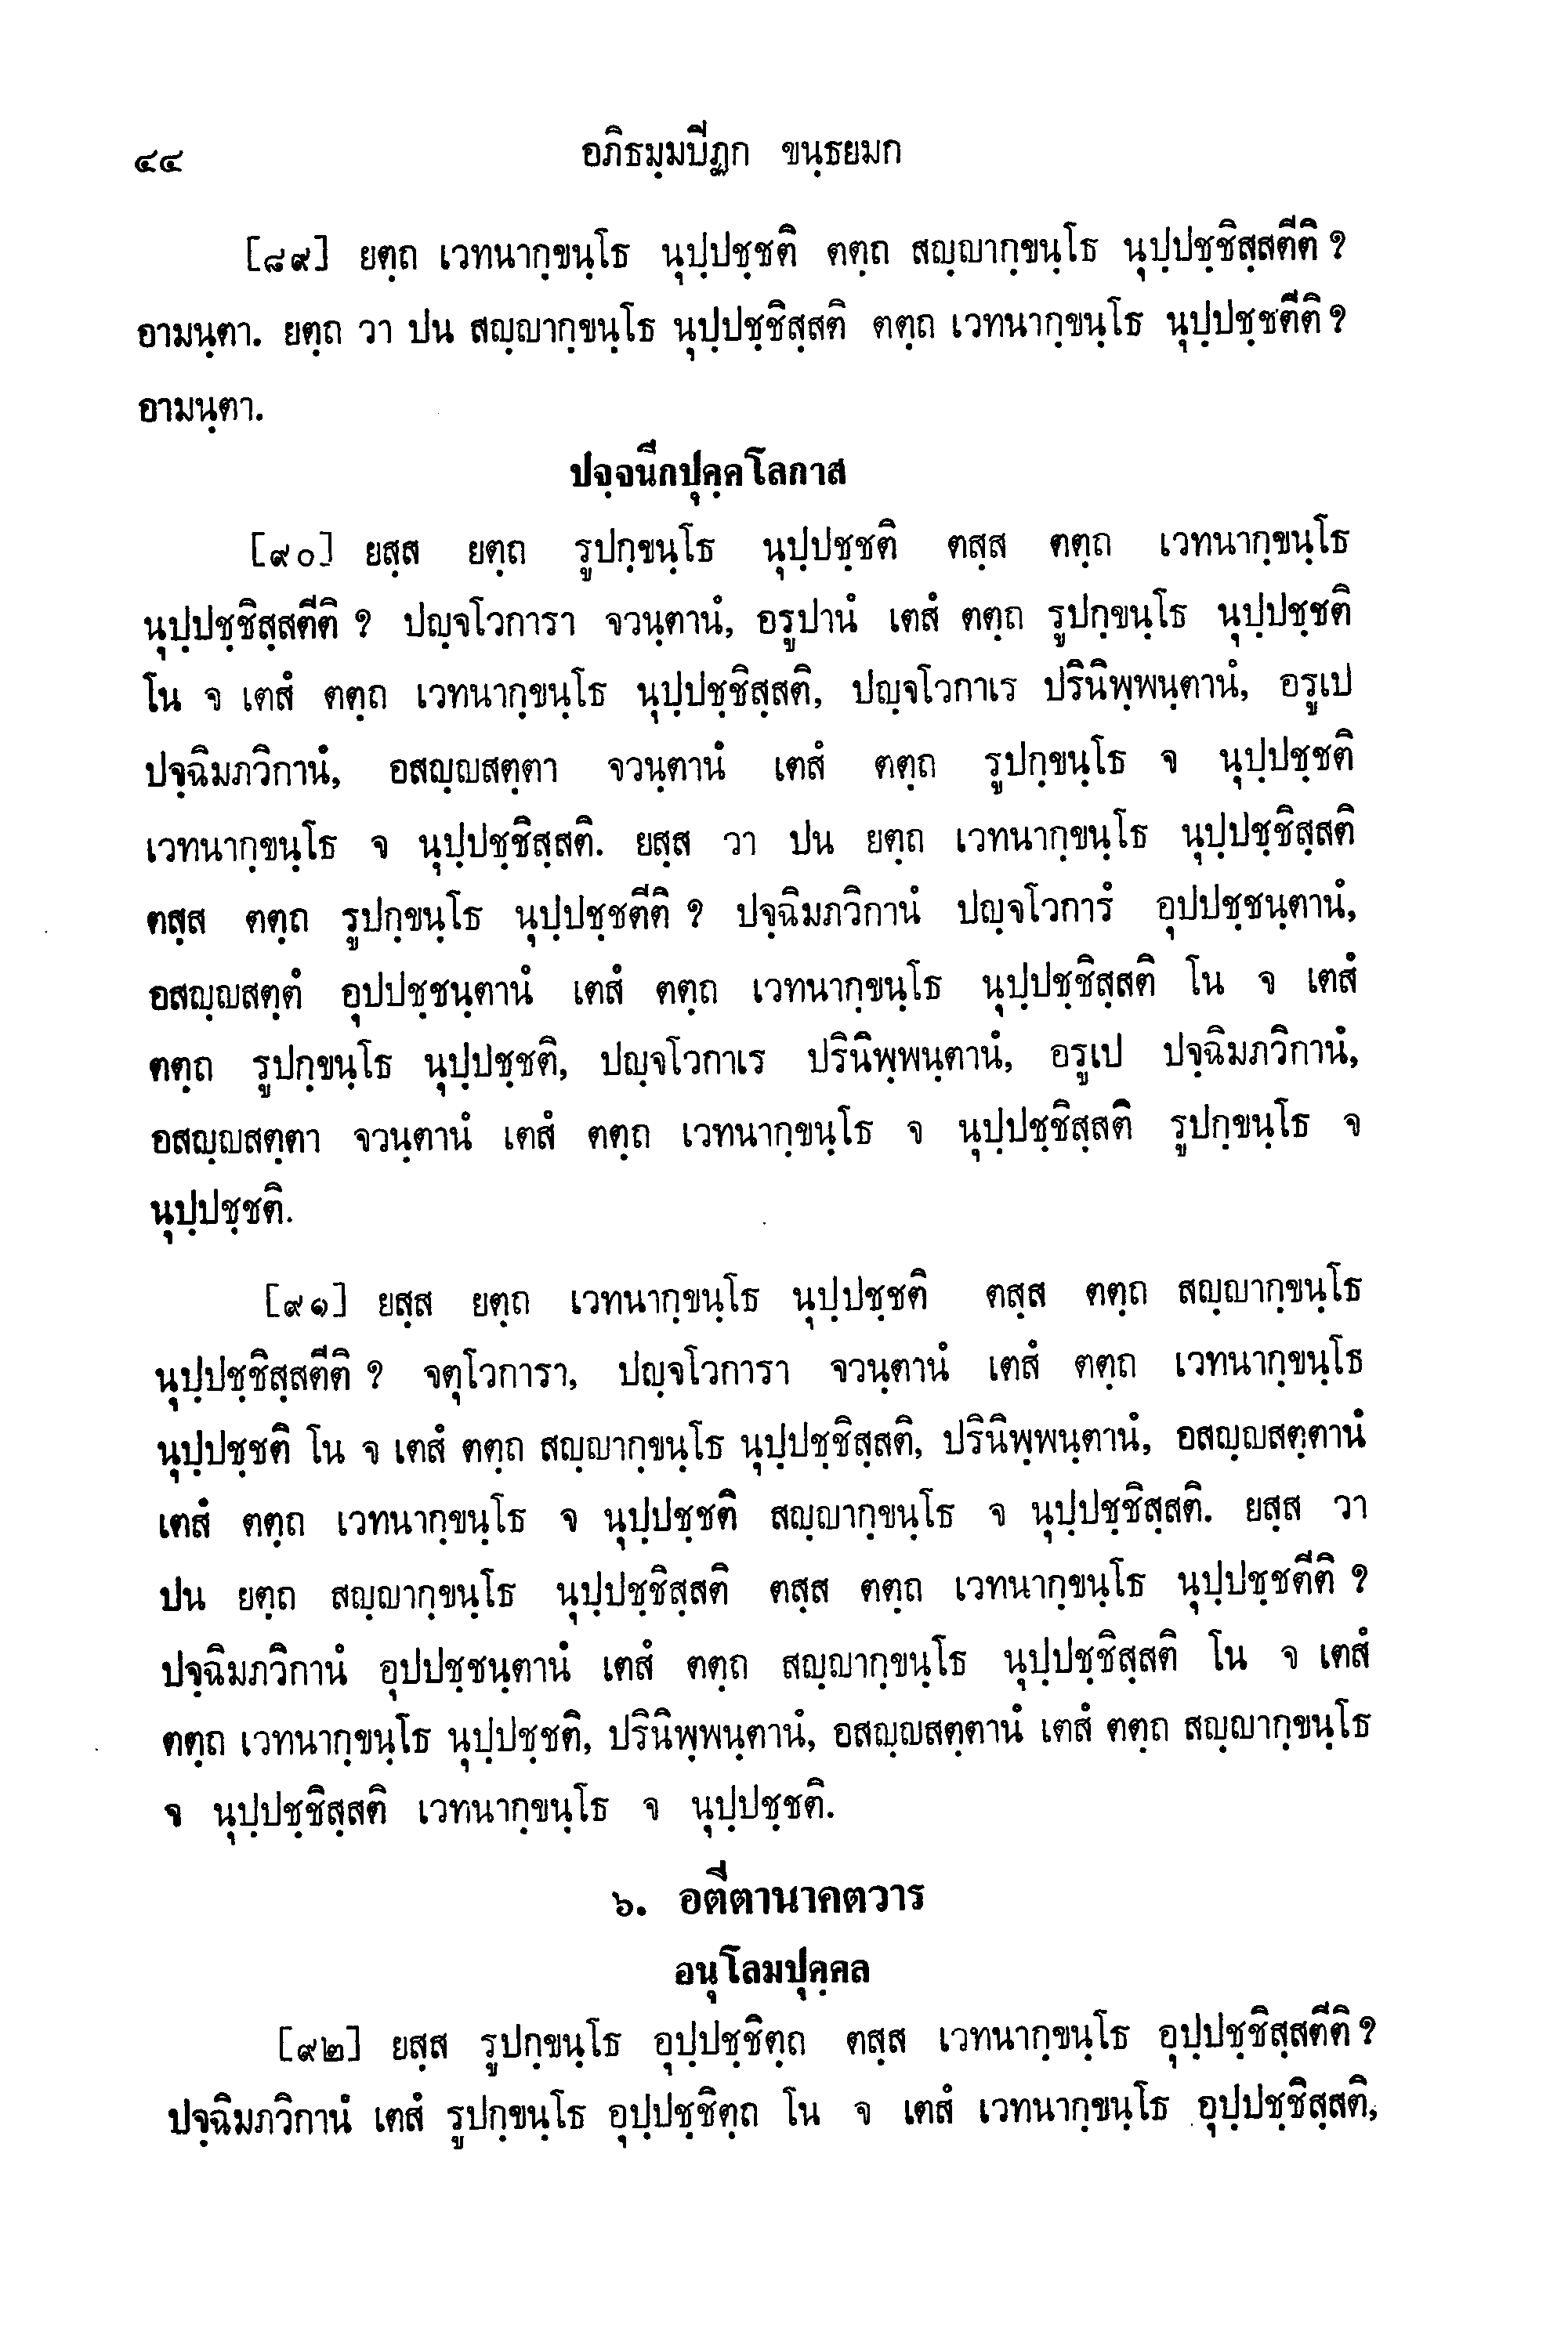 ๔๔ อภิธมฺมปีฏก ขนฺธยมก
[๘๙] ยตฺถ เวทนากฺขนฺโธ นุปฺปชฺชติ ตตฺถ สญฺญากฺขนฺโธ นุปฺปชฺชิสฺสตีติ ?
อามนฺตา. ยตฺถ วา ปน สญฺญากฺขนฺโธ นุปฺปชฺชิสฺสติ ตตฺถ เวทนากฺขนฺโธ นุปฺปชฺชตีติ ?
อามนฺตา.
ปจฺจนีกปุคฺคโลกาส
[๙๐] ยสฺส ยตฺถ รูปกฺขนฺโธ นุปฺปชฺชติ ตสฺส ตตฺถ เวทนากฺขนฺโธ
นุปฺปชฺชิสฺสตีติ ? ปญฺจโวการา จวนฺตานํ, อรูปานํ เตสํ ตตฺถ รูปกฺขนฺโธ นุปฺปชฺชติ
โน จ เตสํ ตตฺถ เวทนากฺขนฺโธ นุปฺปชฺชิสฺสติ, ปญฺจโวกาเร ปรินิพฺพนฺตานํ, อรูเป
ปจฺฉิมภวิกานํ, อสญฺญสตฺตา จวนฺตานํ เตสํ ตตฺถ รูปกฺขนฺโธ จ นุปฺปชฺชติ
เวทนากฺขนฺโธ จ นุปฺปชฺชิสฺสติ. ยสฺส วา ปน ยตฺถ เวทนากฺขนฺโธ นุปฺปชฺชิสฺสติ
ตสฺส ตตฺถ รูปกฺขนฺโธ นุปฺปชฺชตีติ ? ปจฺฉิมภวิกานํ ปญฺจโวการํ อุปปชฺชนฺตานํ,
อสญฺญสตฺตํ อุปปชฺชนฺตานํ เตสํ ตตฺถ เวทนากฺขนฺโธ นุปฺปชฺชิสฺสติ โน จ เตสํ
ตตฺถ รูปกฺขนฺโธ นุปฺปชฺชติ, ปญฺจโวกาเร ปรินิพฺพนฺตานํ, อรูเป ปจฺฉิมภวิกานํ,
อสญฺญสตฺตา จวนฺตานํ เตสํ ตตฺถ เวทนากฺขนฺโธ จ นุปฺปชฺชิสฺสติ รูปกฺขนฺโธ จ
นุปฺปชฺชติ.
[๙๑] ยสฺส ยตฺถ เวทนากฺขนฺโธ นุปฺปชฺชติ ตสฺส ตตฺถ สญฺญากฺขนฺโธ
นุปฺปชฺชิสฺสตีติ ? จตุโวการา, ปญฺจโวการา จวนฺตานํ เตสํ ตตฺถ เวทนากฺขนฺโธ
นุปฺปชฺชติ โน จ เตสํ ตตฺถ สญฺญากฺขนฺโธ นุปฺปชฺชิสฺสติ, ปรินิพฺพนฺตานํ, อสญฺญสตฺตานํ
เตสํ ตตฺถ เวทนากฺขนฺโธ จ นุปฺปชฺชติ สญฺญากฺขนฺโธ จ นุปฺปชฺชิสฺสติ. ยสฺส วา
ปน ยตฺถ สญฺญากฺขนฺโธ นุปฺปชฺชิสฺสติ ตสฺส ตตฺถ เวทนากฺขนฺโธ นุปฺปชฺชตีติ ?
ปจฺฉิมภวิกานํ อุปปชฺชนฺตานํ เตสํ ตตฺถ สญฺญากฺขนฺโธ นุปฺปชฺชิสฺสติ โน จ เตสํ
ตตฺถ เวทนากฺขนฺโธ นุปฺปชฺชติ, ปรินิพฺพนฺตานํ, อสญฺญสตฺตานํ เตสํ ตตฺถ สญฺญากฺขนฺโธ
จ นุปฺปชฺชิสฺสติ เวทนากฺขนฺโธ จ นุปฺปชฺชติ.
๖. อตีตานาคตวาร
อนุโลมปุคฺคล
[๙๒] ยสฺส รูปกฺขนฺโธ อุปฺปชฺชิตฺถ ตสฺส เวทนากฺขนฺโธ อุปฺปชฺชิสฺสตีติ ?
ปจฺฉิมภวิกานํ เตสํ รูปกฺขนฺโธ อุปฺปชฺชิตฺถ โน จ เตสํ เวทนากฺขนฺโธ อุปฺปชฺชิสฺสติ,